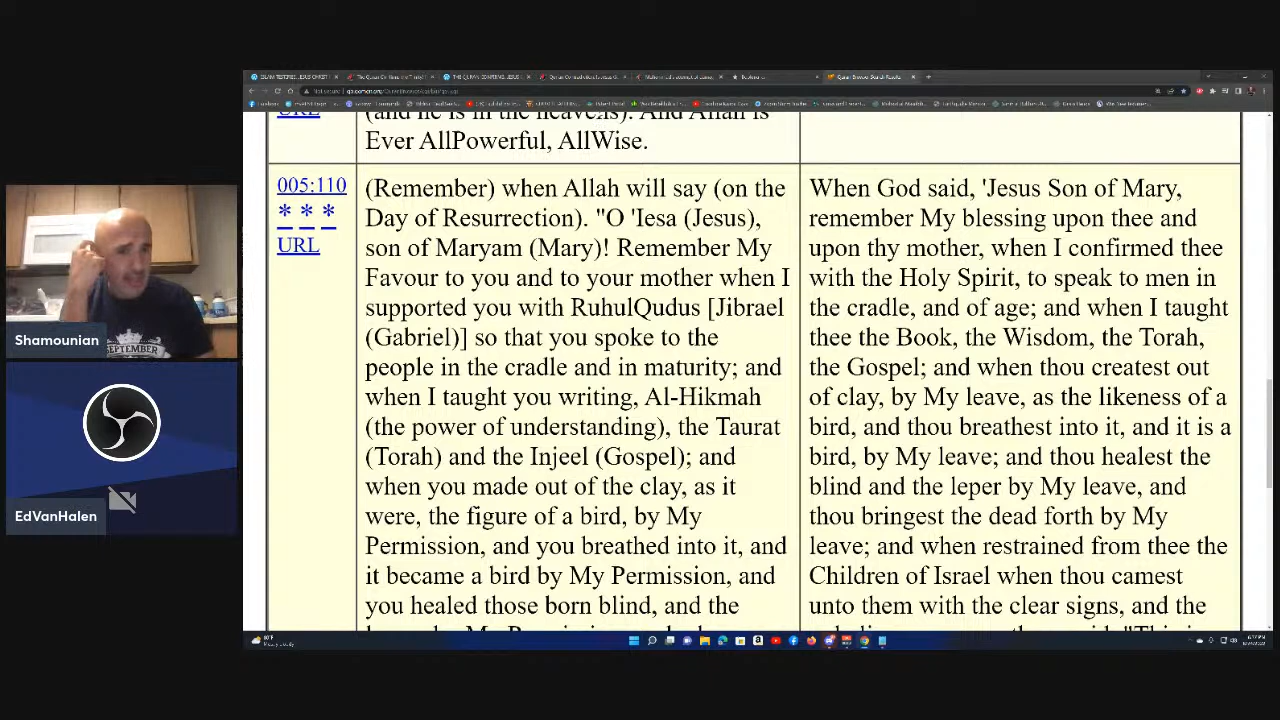 Not secure
URL
(and he is in the heavens). And Allah is
Ever AllPowerful, AllWise.
005:110
* * *
URL
(Remember) when Allah will say (on the
Day of Resurrection). "O 'Iesa (Jesus),
son of Maryam (Mary)! Remember My
Favour to you and to your mother when I
supported you with RuhulQudus [Jibrael
(Gabriel)] so that you spoke to the
people in the cradle and in maturity; and
when I taught you writing, Al-Hikmah
(the power of understanding), the Taurat
(Torah) and the Injeel (Gospel); and
when you made out of the clay, as it
were, the figure of a bird, by My
Permission, and you breathed into it, and
it became a bird by My Permission, and
you healed those born blind, and the
When God said, 'Jesus Son of Mary,
remember My blessing upon thee and
upon thy mother, when I confirmed thee
with the Holy Spirit, to speak to men in
the cradle, and of age; and when I taught
thee the Book, the Wisdom, the Torah,
the Gospel; and when thou createst out
of clay, by My leave, as the likeness of a
bird, and thou breathest into it, and it is a
bird, by My leave; and thou healest the
blind and the leper by My leave, and
thou bringest the dead forth by My
leave; and when restrained from thee the
Children of Israel when thou camest
unto them with the clear signs, and the
Shamounian
SEPTEMBER
EdVanHalen